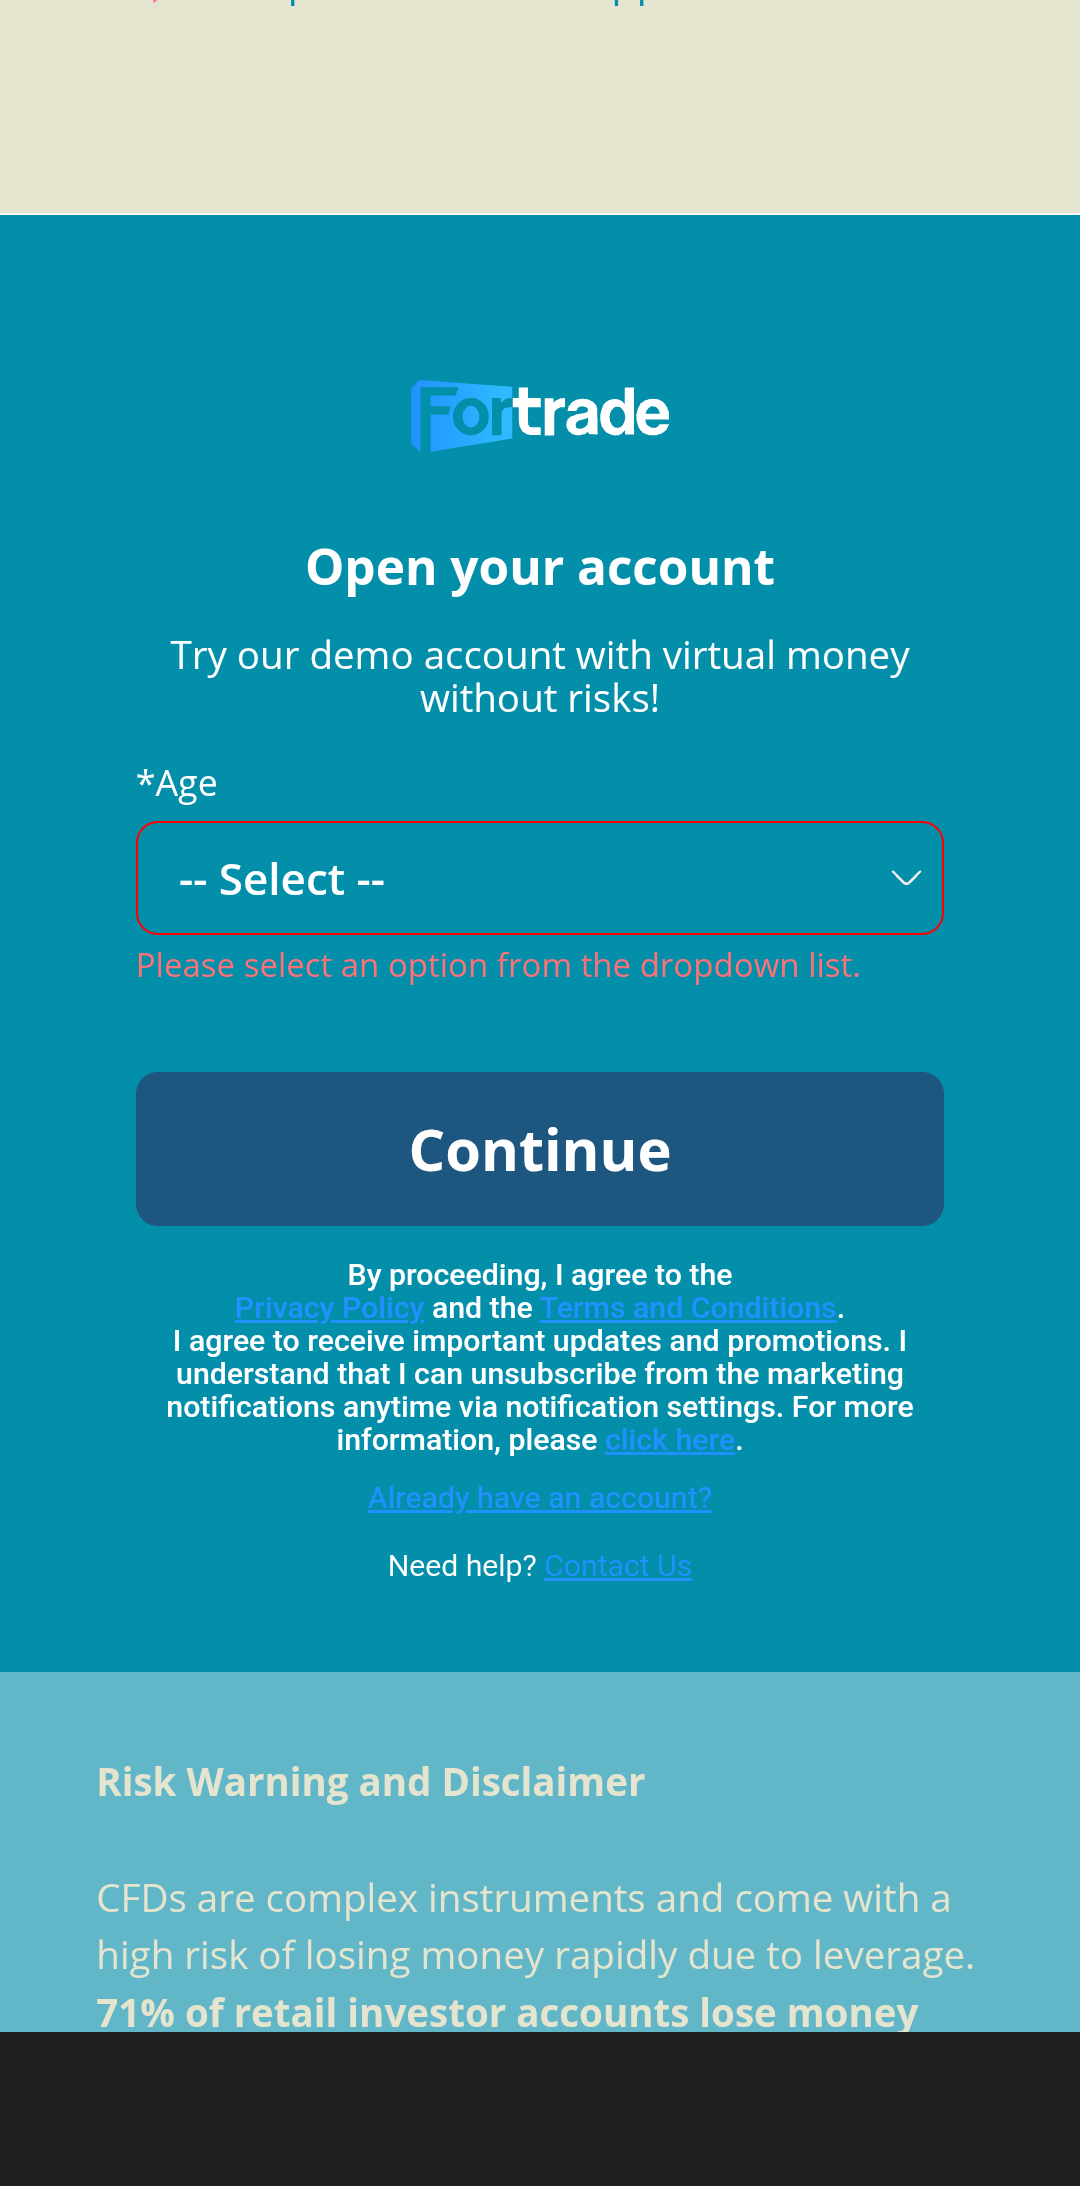 Fortrade
Open your account
Try our demo account with virtual money
without risks!
*Age
-- Select --
Please select an option from the dropdown list.
Continue
By proceeding, I agree to the
Privacy Policy and the Terms and Conditions.
I agree to receive important updates and promotions. I
understand that I can unsubscribe from the marketing
notifications anytime via notification settings. For more
information, please click here.
Already have an account?
Need help? Contact Us
Risk Warning and Disclaimer
CFDs are complex instruments and come with a
high risk of losing money rapidly due to leverage.
71% of retail investor accounts lose money